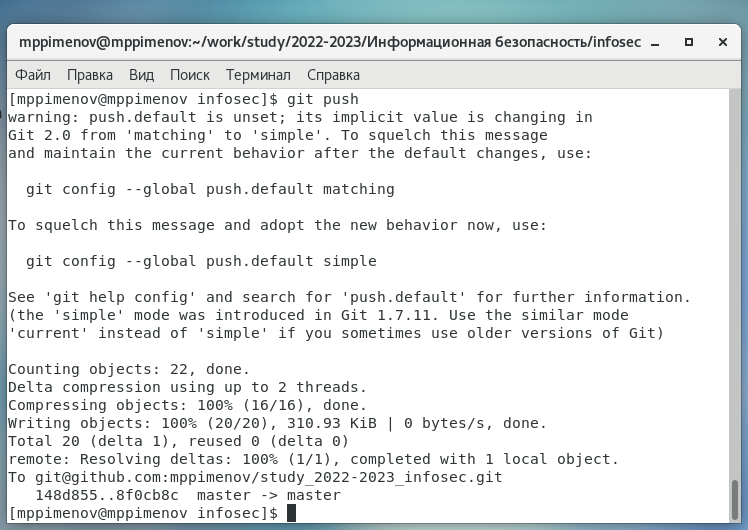 mppimenov@mppimenov:~/work/study/2022-2023/Информационная безопасность/infosec
Файл Правка Вид Поиск Терминал Справка
[mppimenov@mppimenov infosec]$ git push
warning: push.default is unset; its implicit value is changing in
Git 2.0 from 'matching' to 'simple'. To squelch this message
and maintain the current behavior after the default changes, use:
git config --global push.default matching
To squelch this message and adopt the new behavior now, use:
git config --global push.default simple
See 'git help config' and search for 'push.default' for further information.
(the 'simple' mode was introduced in Git 1.7.11. Use the similar mode
'current' instead of 'simple' if you sometimes use older versions of Git)
Counting objects: 22, done.
Delta compression using up to 2 threads.
Compressing objects: 100% (16/16), done.
Writing objects: 100% (20/20), 310.93 KiB | 0 bytes/s, done.
Total 20 (delta 1), reused 0 (delta 0)
remote: Resolving deltas: 100% (1/1), completed with 1 local object.
To git@github.com:mppimenov/study_2022-2023_infosec.git
148d855..8f0cb8c  master -> master
[mppimenov@mppimenov infosec]$